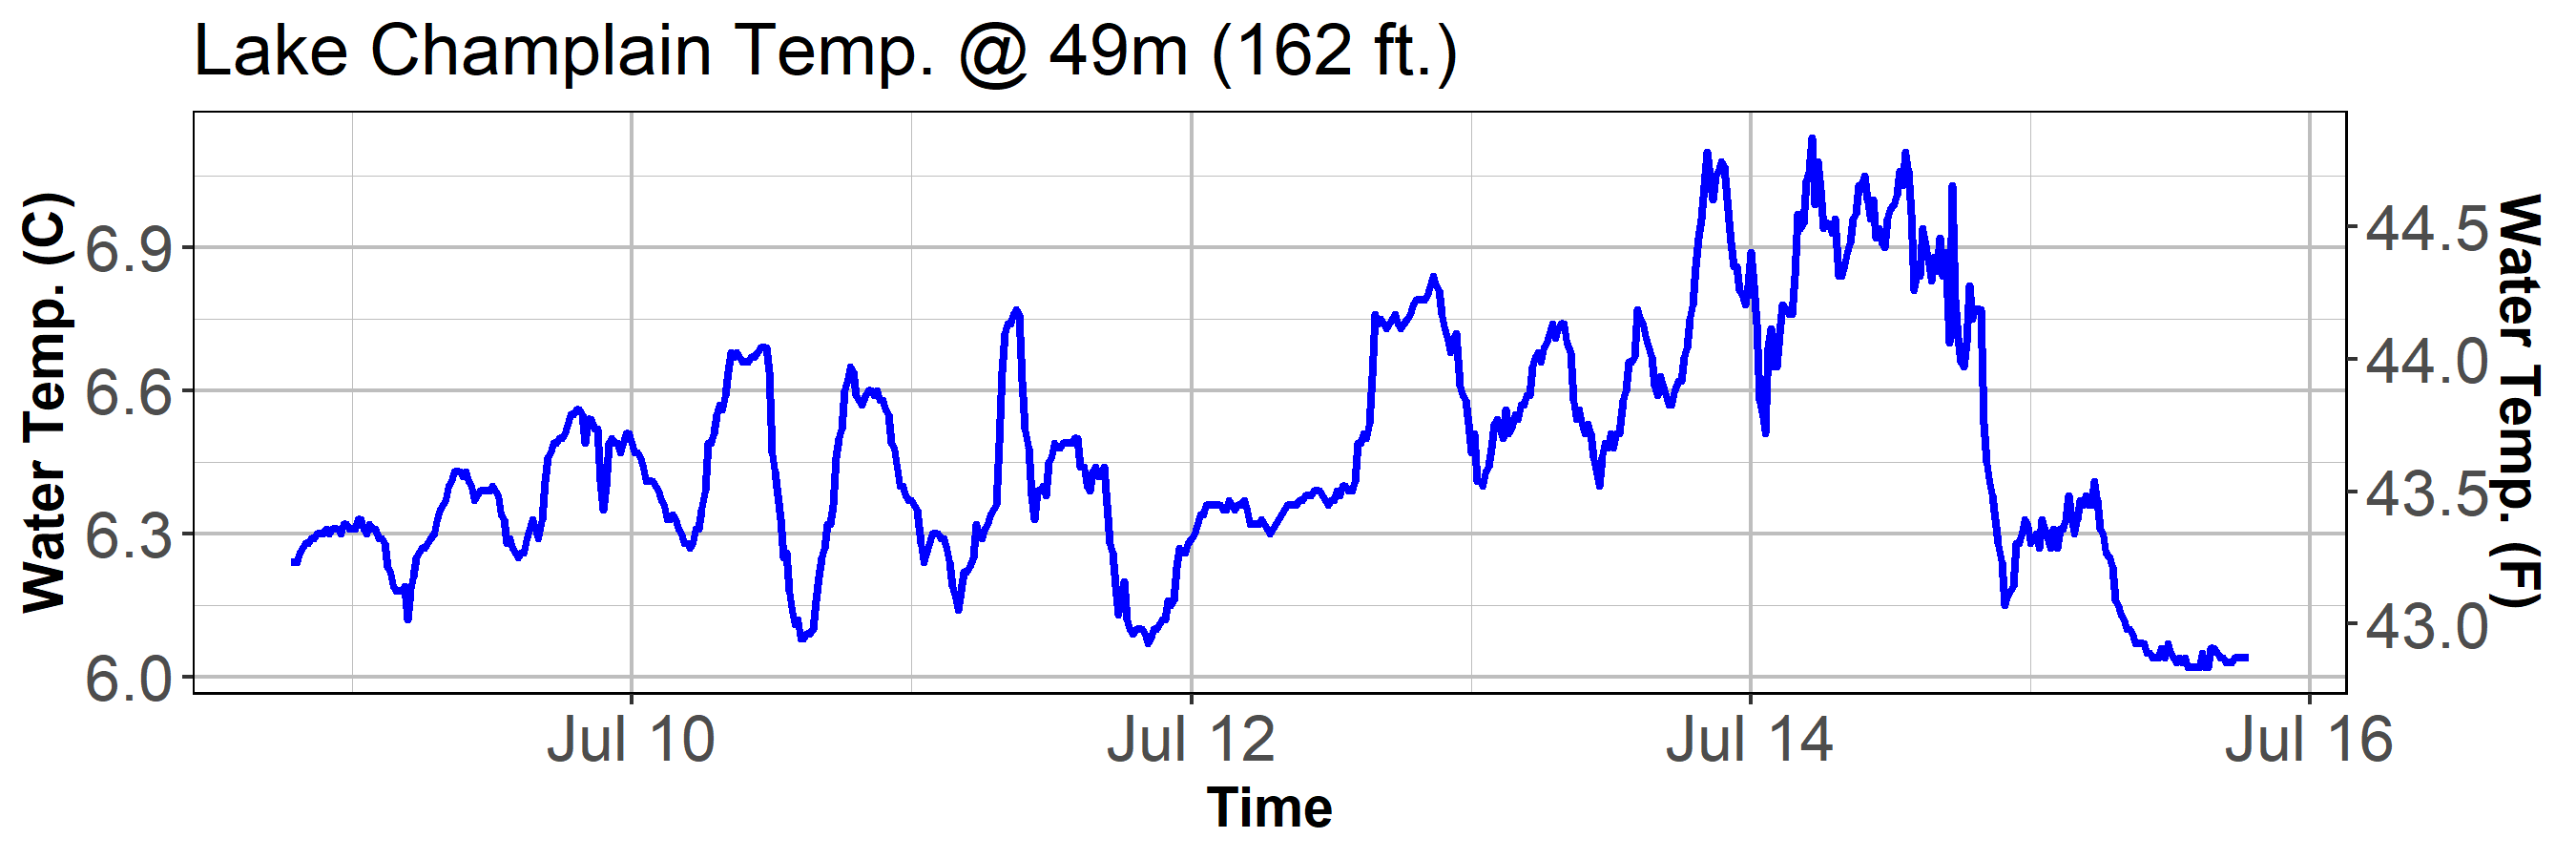 Lake Champlain Temp. @ 49m (162 ft.)
Water Temp. (C)
6.9
6.6
6.3
6.0
44.5
44.0
43.5
43.0
Water Temp. (F)
Jul 10
Jul 12
Jul 14
Jul 16
Time